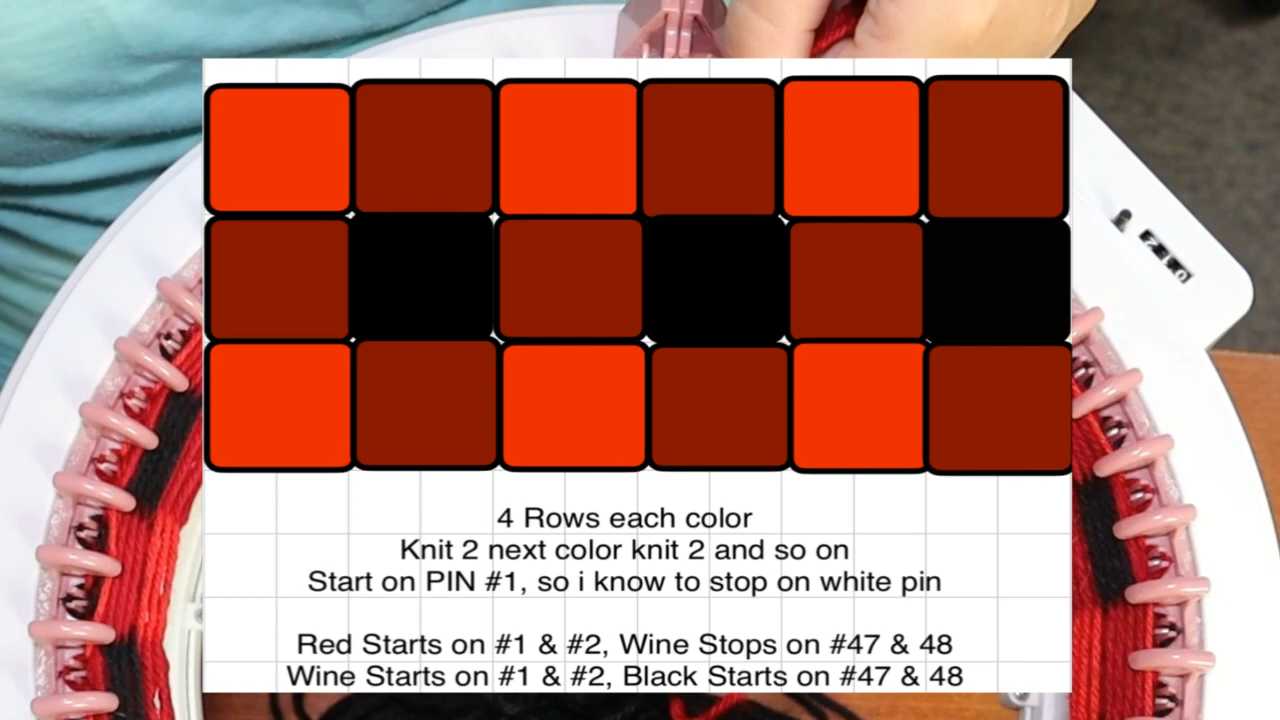 4 Rows each color
Knit 2 next color knit 2 and so on
Start on PIN #1, so i know to stop on white pin
Red Starts on #1 & #2, Wine Stops on #47 & 48
Wine Starts on #1 & #2, Black Starts on #47 & 48